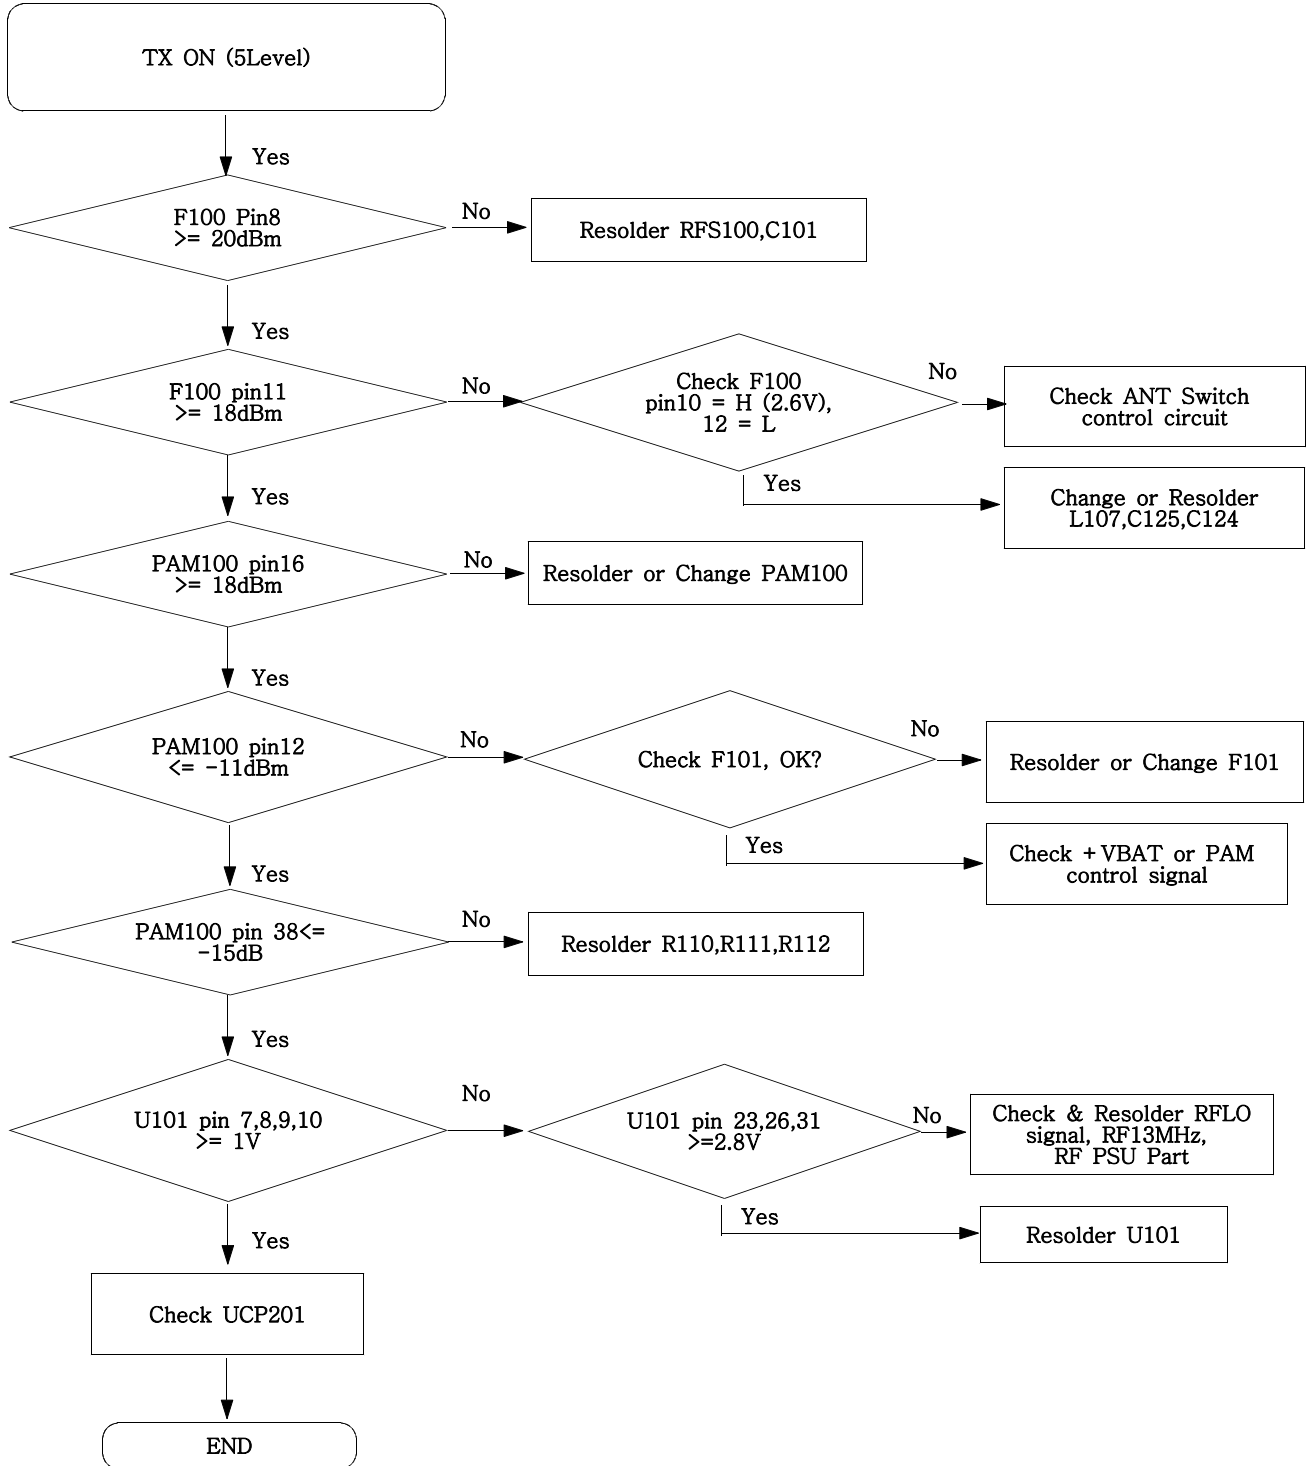 TX ON (5Level)
Yes
F100 Pin8
>= 20dBm
No
Resolder RFS100,C101
Yes
F100 pin11
>= 18dBm
No
Check F100
pin10 = H (2.6V),
12 = L
No
Check ANT Switch
control circuit
Yes
Change or Resolder
L107,C125,C124
Yes
PAM100 pin16
>= 18dBm
No
Resolder or Change PAM100
Yes
PAM100 pin12
<= -11dBm
No
Check F101, OK?
No
Resolder or Change F101
Yes
Check +VBAT or PAM
control signal
Yes
PAM100 pin 38<=
-15dB
No
Resolder R110,R111,R112
Yes
U101 pin 7,8,9,10
>= 1V
No
U101 pin 23,26,31
>=2.8V
No
Check & Resolder RFLO
signal, RF13MHz,
RF PSU Part
Yes
Resolder U101
Yes
Check UCP201
END